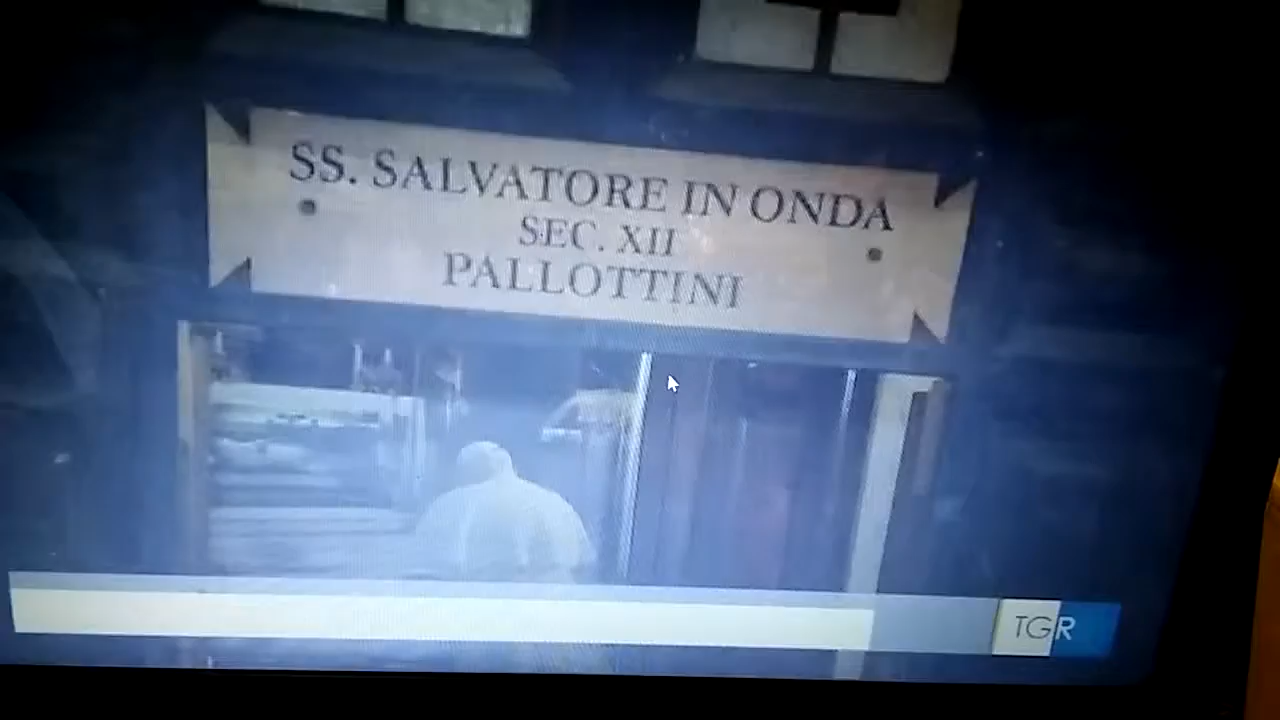 SS. SALVATORE IN ONDA
SEC. XII
PALLOTTINI
TGR